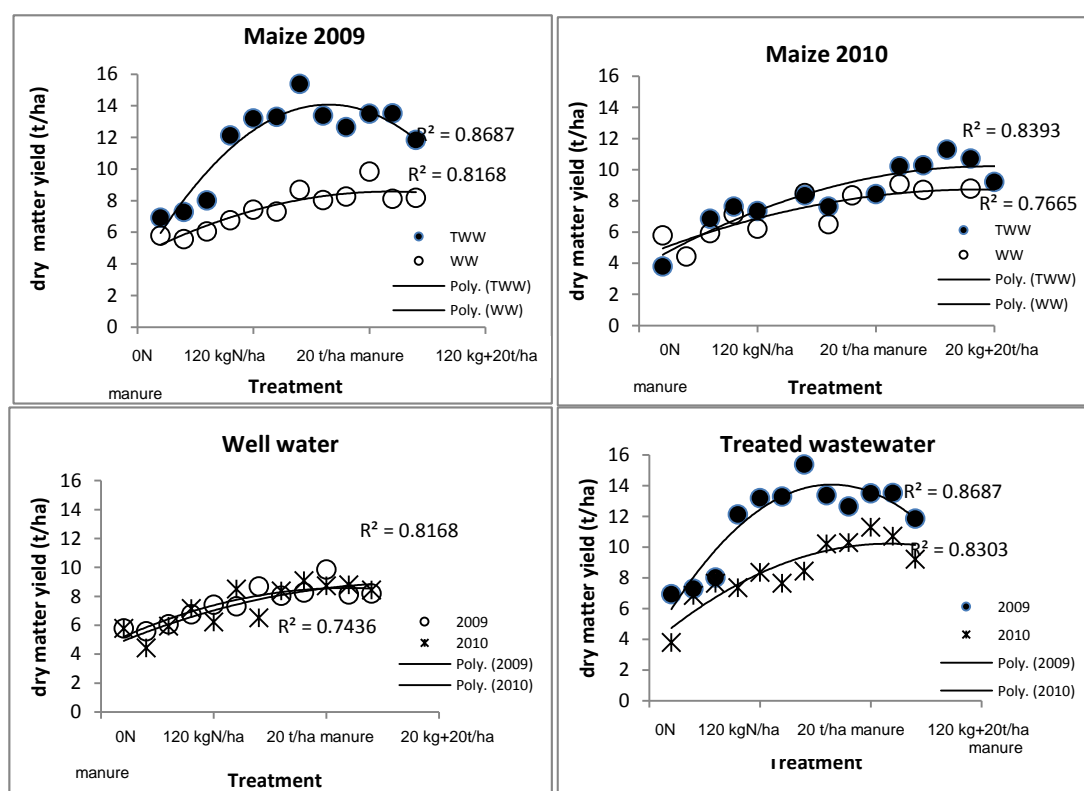 Maize 2009
16
14
12
10
8
6
4
2
0
dry matter yield (t/ha)
R² = 0.8687
R² = 0.8168
TWW
WW
Poly. (TWW)
Poly. (WW)
0N 120 kgN/ha 20 t/ha manure 120 kg+20t/ha
manure
Treatment
Maize 2010
16
14
12
10
8
6
4
2
0
dry matter yield (t/ha)
R² = 0.8393
R² = 0.7665
TWW
WW
Poly. (TWW)
Poly. (WW)
0N 120 kgN/ha 20 t/ha manure 20 kg+20t/ha
manure
Treatment
Well water
16
14
12
10
8
6
4
2
0
dry matter yield (t/ha)
R² = 0.8168
R² = 0.7436
2009
2010
Poly. (2009)
Poly. (2010)
0N 120 kgN/ha 20 t/ha manure 20 kg+20t/ha
manure
Treatment
Treated wastewater
16
14
12
10
8
6
4
2
0
dry matter yield (t/ha)
R² = 0.8687
R² = 0.8303
2009
2010
Poly. (2009)
Poly. (2010)
0N 120 kgN/ha 20 t/ha manure 120 kg+20t/ha
manure
Treatment